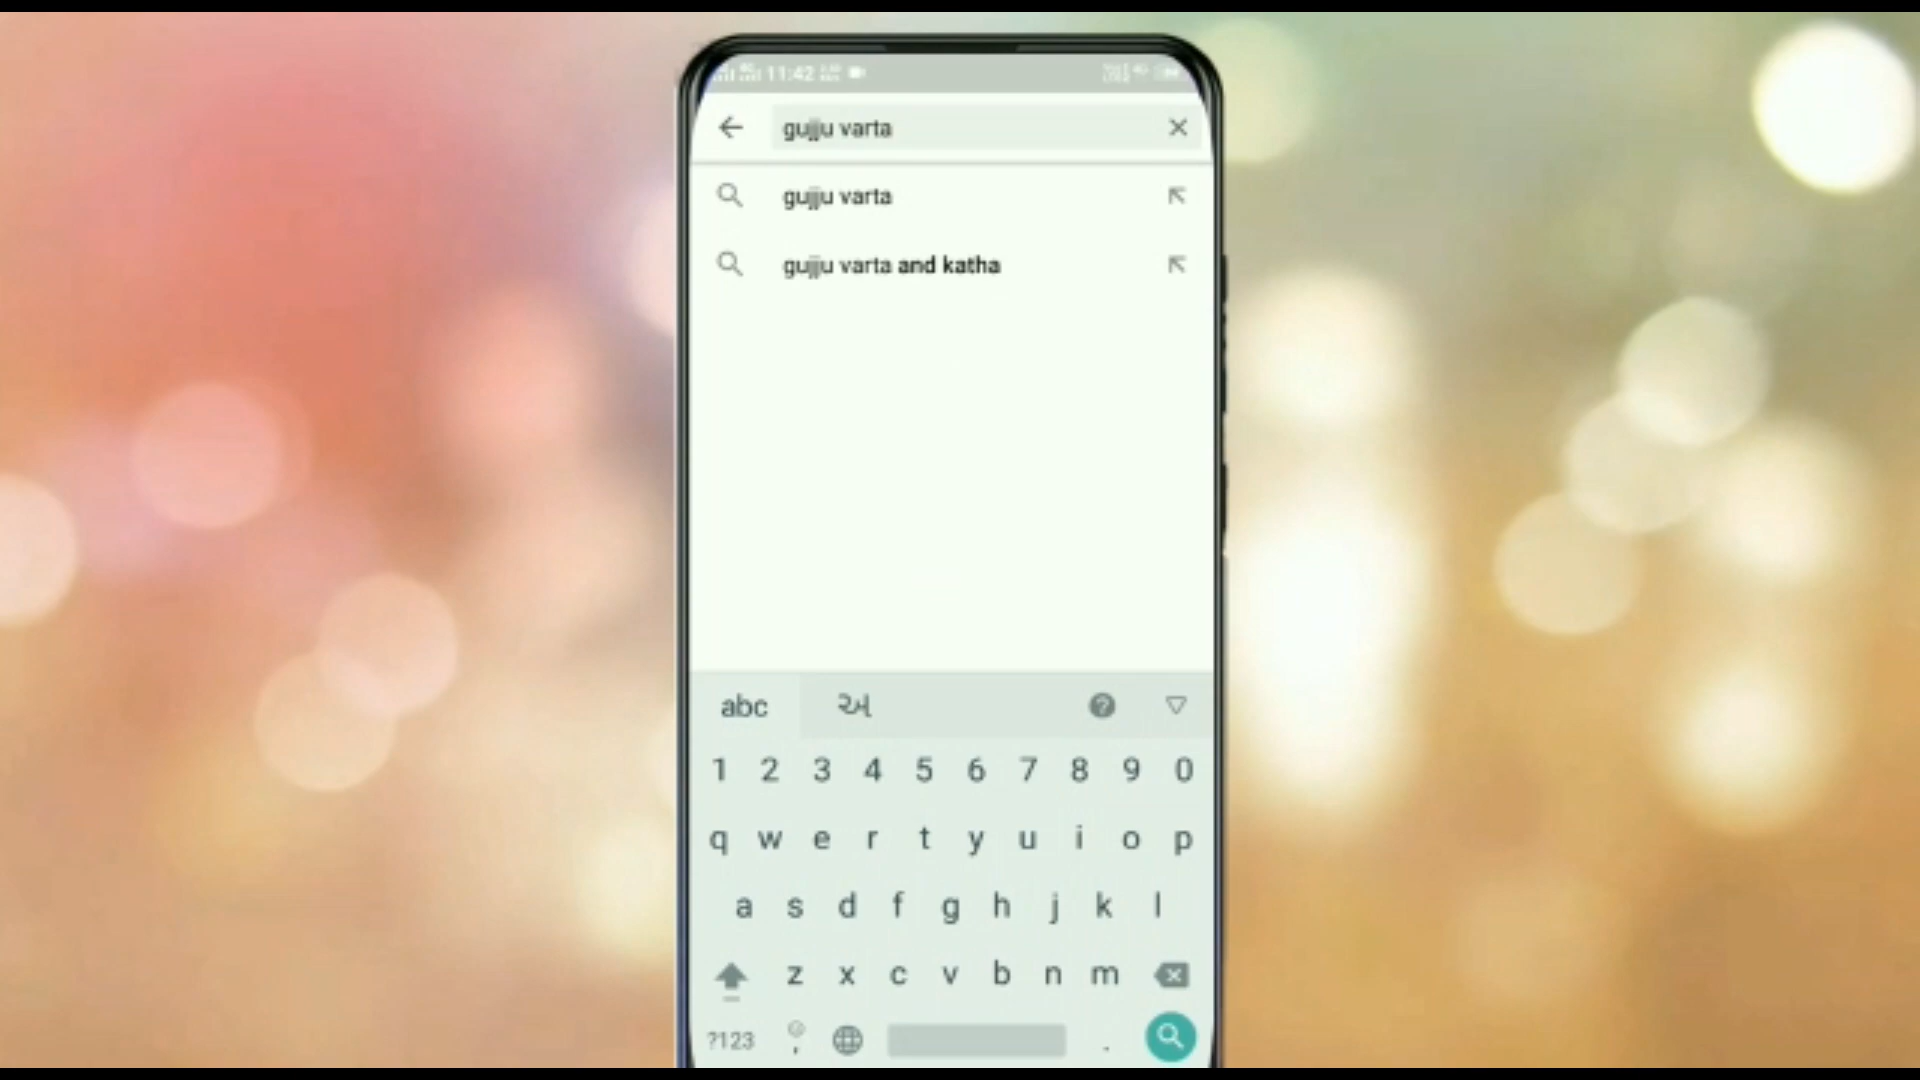 11:42
gujju varta
gujju varta
gujju varta and katha
abc અ
1 2 3 4 5 6 7 8 9 0
q w e r t y u i o p
a s d f g h j k l
z x c v b n m
?123 , .